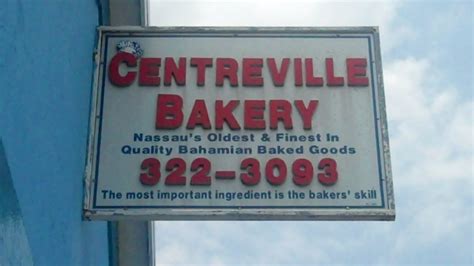 CENTREVILLE
BAKERY
Nassau's Oldest & Finest In
Quality Bahamian Baked Goods
322-3093
The most important ingredient is the bakers' skill